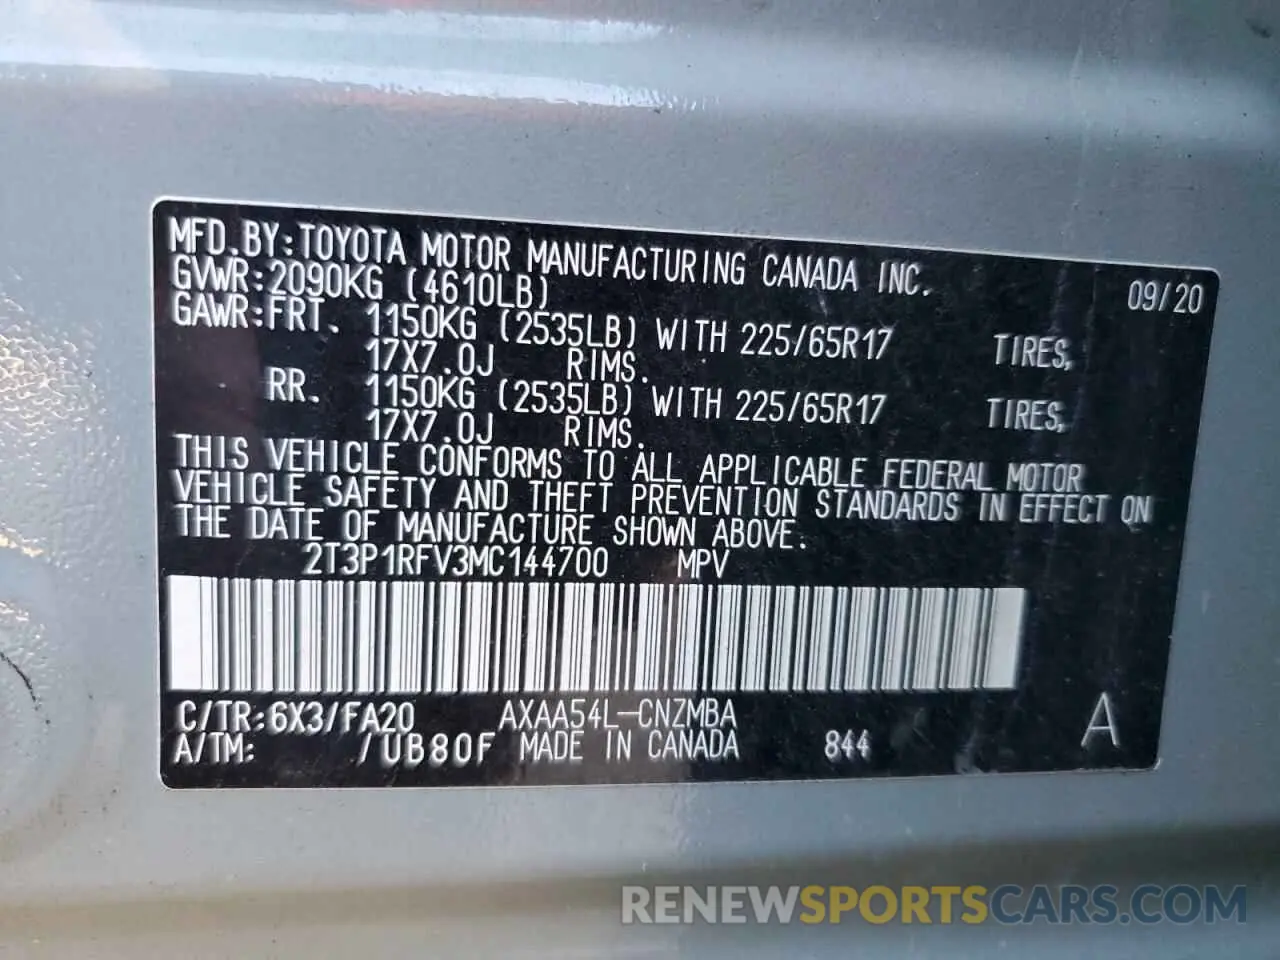 MFD.BY:TOYOTA MOTOR MANUFACTURING CANADA INC. 09/20
GVWR:2090KG (4610LB)
GAWR:FRT. 1150KG (2535LB) WITH 225/65R17 TIRES,
17X7.0J RIMS.
RR. 1150KG (2535LB) WITH 225/65R17 TIRES,
17X7.0J RIMS.
THIS VEHICLE CONFORMS TO ALL APPLICABLE FEDERAL MOTOR
VEHICLE SAFETY AND THEFT PREVENTION STANDARDS IN EFFECT ON
THE DATE OF MANUFACTURE SHOWN ABOVE.
2T3P1RFV3MC144700 MPV
C/TR:6X3/FA20 AXAA54L-CNZMBA
A/TM: /UB80F MADE IN CANADA 844 A
RENEWSPORTSCARS.COM